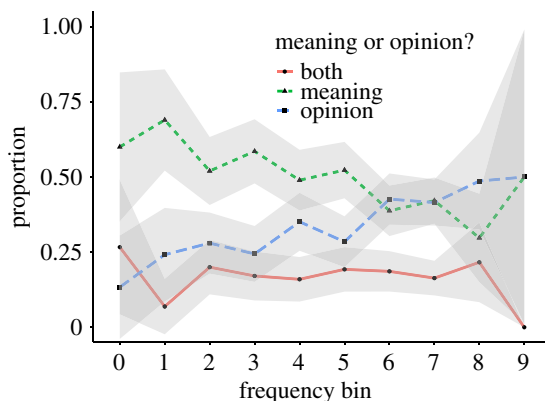 meaning or opinion?
both
meaning
opinion
1.00
0.75
0.50
0.25
0
proportion
0 1 2 3 4 5 6 7 8 9
frequency bin